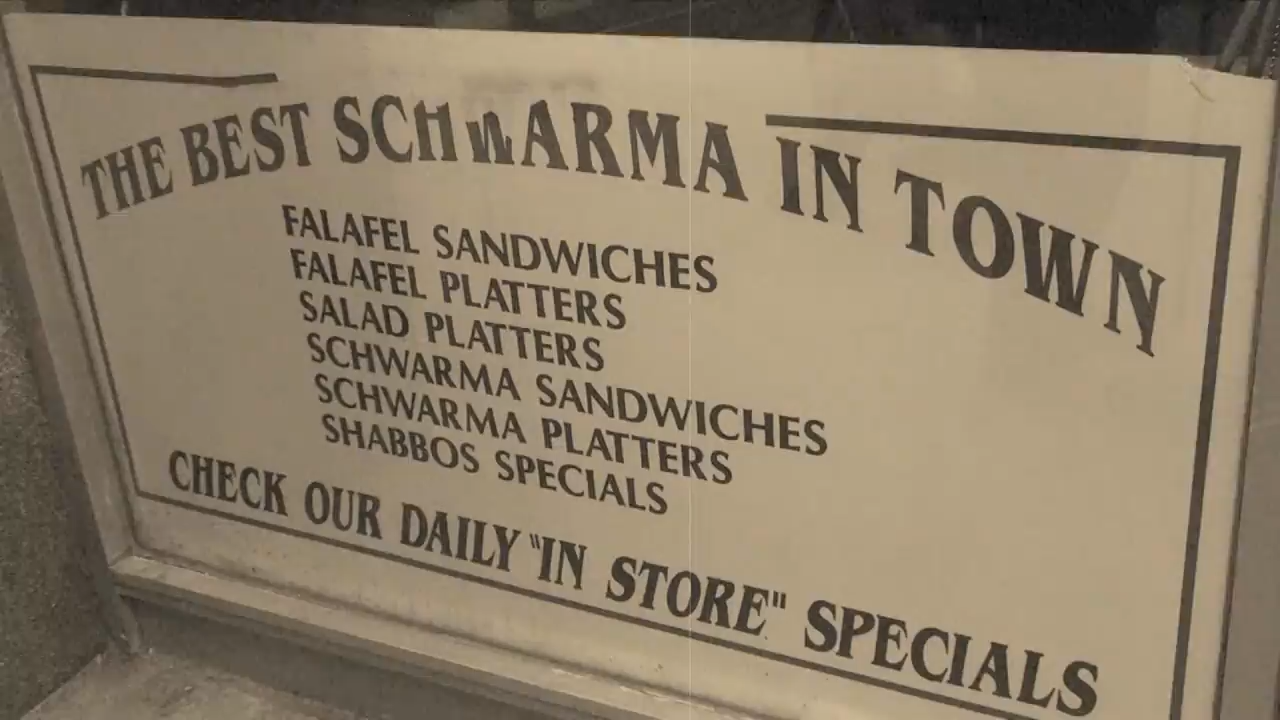 THE BEST SCHWARMA IN TOWN
FALAFEL SANDWICHES
FALAFEL PLATTERS
SALAD PLATTERS
SCHWARMA SANDWICHES
SCHWARMA PLATTERS
SHABBOS SPECIALS
CHECK OUR DAILY "IN STORE" SPECIALS